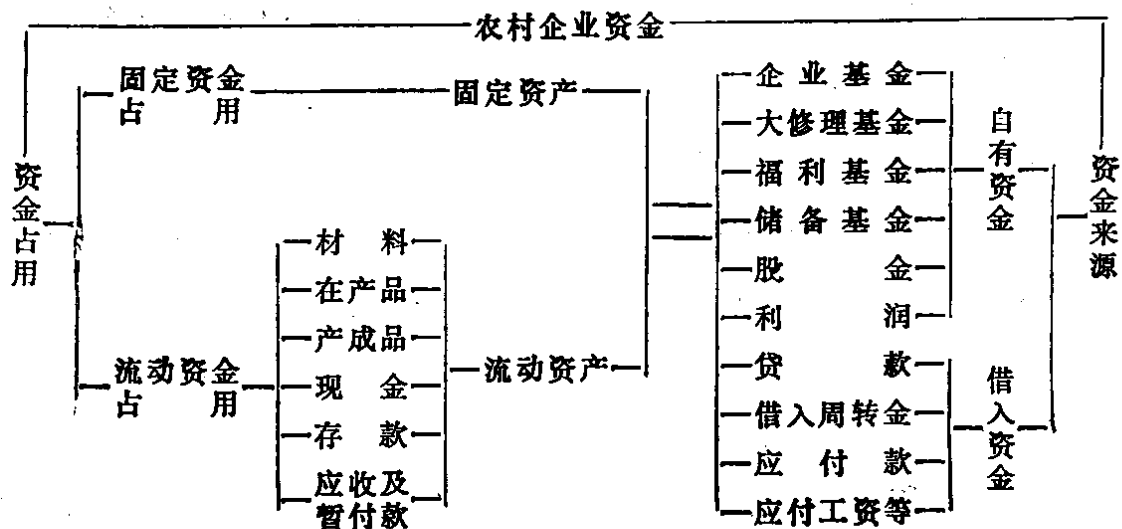 农村企业资金
资金占用
固定资金占用
固定资产
流动资金占用
材料
在产品
产成品
现金
存款
应收及暂付款
流动资产
企业基金
大修理基金
福利基金
储备基金
股金
利润
贷款
借入周转金
应付款
应付工资等
自有资金
借入资金
资金来源